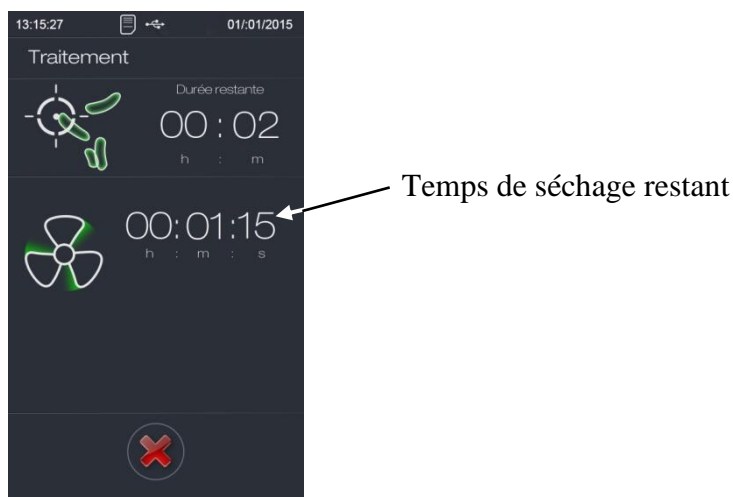 13:15:27 01/:01/2015
Traitement
Durée restante
00 : 02
h : m
Temps de séchage restant
00:01:15
h : m : s